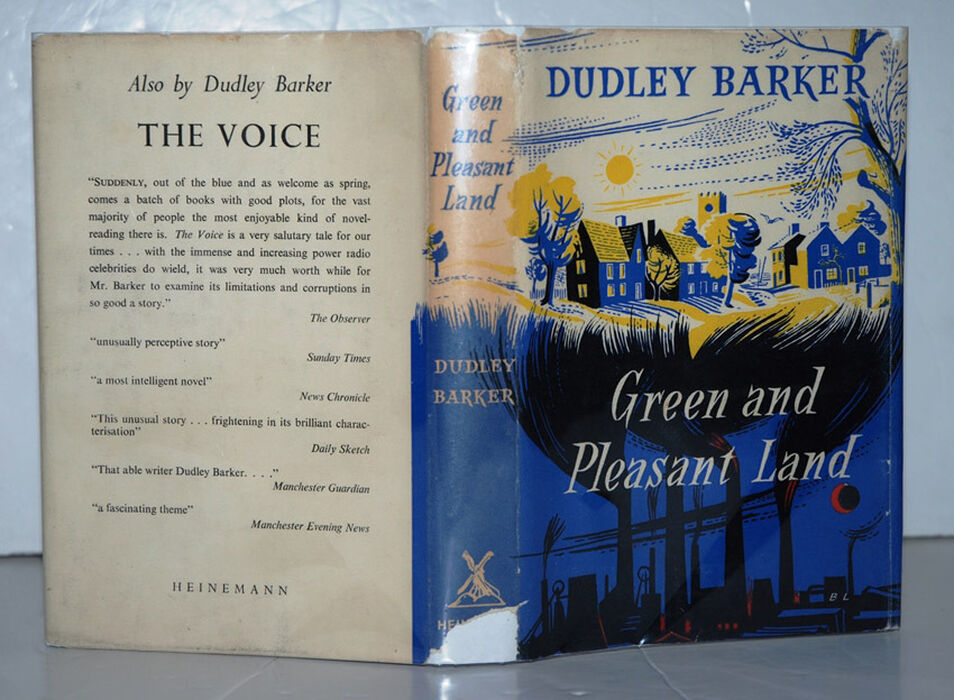 Also by Dudley Barker
THE VOICE
“SUDDENLY, out of the blue and as welcome as spring,
comes a batch of books with good plots, for the vast
majority of people the most enjoyable kind of novel-
reading there is. The Voice is a very salutary tale for our
times . . . with the immense and increasing power radio
celebrities do wield, it was very much worth while for
Mr. Barker to examine its limitations and corruptions in
so good a story.”
The Observer
“unusually perceptive story”
Sunday Times
“a most intelligent novel”
News Chronicle
“This unusual story . . . frightening in its brilliant charac-
terisation”
Daily Sketch
“That able writer Dudley Barker. . . .”
Manchester Guardian
“a fascinating theme”
Manchester Evening News
HEINEMANN
Green
and
Pleasant
Land
DUDLEY
BARKER
DUDLEY BARKER
Green and
Pleasant Land
B L